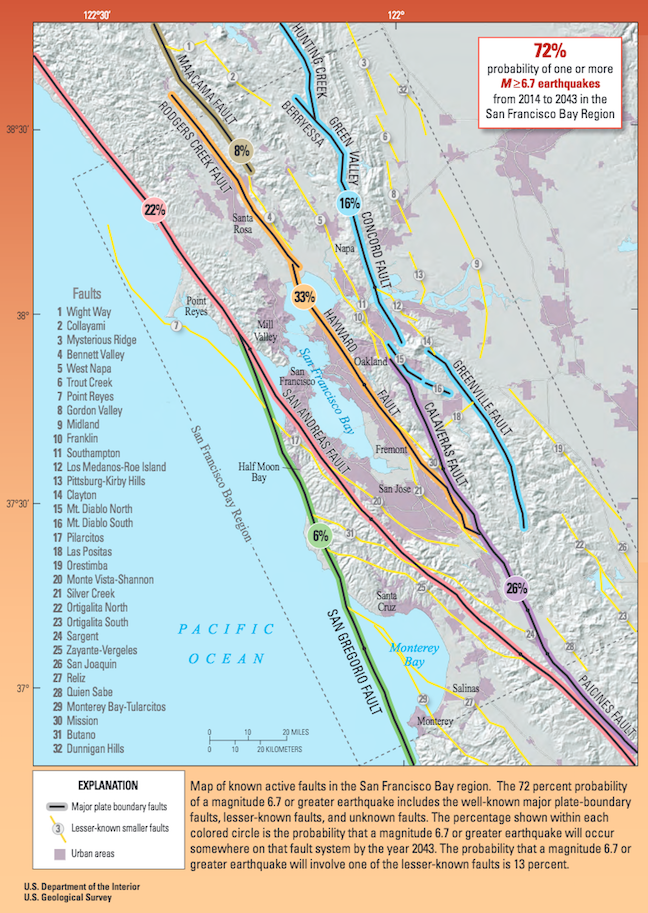 122°30'
122°
72%
probability of one or more
M≥6.7 earthquakes
from 2014 to 2043 in the
San Francisco Bay Region
HUNTING CREEK
BERRYESSA
GREEN VALLEY
CONCORD FAULT
MAACAMA FAULT
RODGERS CREEK FAULT
1
2
3
32
6
38°30'
8%
16%
22%
Santa
Rosa
4
5
8
Napa
9
13
33%
Point
Reyes
7
38°
Mill
Valley
11
10
12
14
HAYWARD
FAULT
San Francisco Bay
Oakland
15
16
18
San
Francisco
GREENVILLE FAULT
CALAVERAS FAULT
SAN ANDREAS FAULT
17
Fremont
30
19
Half Moon
Bay
San Jose
21
20
37°30'
31
6%
22
26
25
26%
23
Santa
Cruz
24
28
SAN GREGORIO FAULT
Monterey
Bay
PAICINES FAULT
37°
Salinas
29
27
Monterey
San Francisco Bay Region
PACIFIC
OCEAN
Faults
1 Wight Way
2 Collayami
3 Mysterious Ridge
4 Bennett Valley
5 West Napa
6 Trout Creek
7 Point Reyes
8 Gordon Valley
9 Midland
10 Franklin
11 Southampton
12 Los Medanos-Roe Island
13 Pittsburg-Kirby Hills
14 Clayton
15 Mt. Diablo North
16 Mt. Diablo South
17 Pilarcitos
18 Las Positas
19 Orestimba
20 Monte Vista-Shannon
21 Silver Creek
22 Ortigalita North
23 Ortigalita South
24 Sargent
25 Zayante-Vergeles
26 San Joaquin
27 Reliz
28 Quien Sabe
29 Monterey Bay-Tularcitos
30 Mission
31 Butano
32 Dunnigan Hills
0 10 20 MILES
0 10 20 KILOMETERS
EXPLANATION
Major plate boundary faults
3 Lesser-known smaller faults
Urban areas
Map of known active faults in the San Francisco Bay region. The 72 percent probability
of a magnitude 6.7 or greater earthquake includes the well-known major plate-boundary
faults, lesser-known faults, and unknown faults. The percentage shown within each
colored circle is the probability that a magnitude 6.7 or greater earthquake will occur
somewhere on that fault system by the year 2043. The probability that a magnitude 6.7 or
greater earthquake will involve one of the lesser-known faults is 13 percent.
U.S. Department of the Interior
U.S. Geological Survey